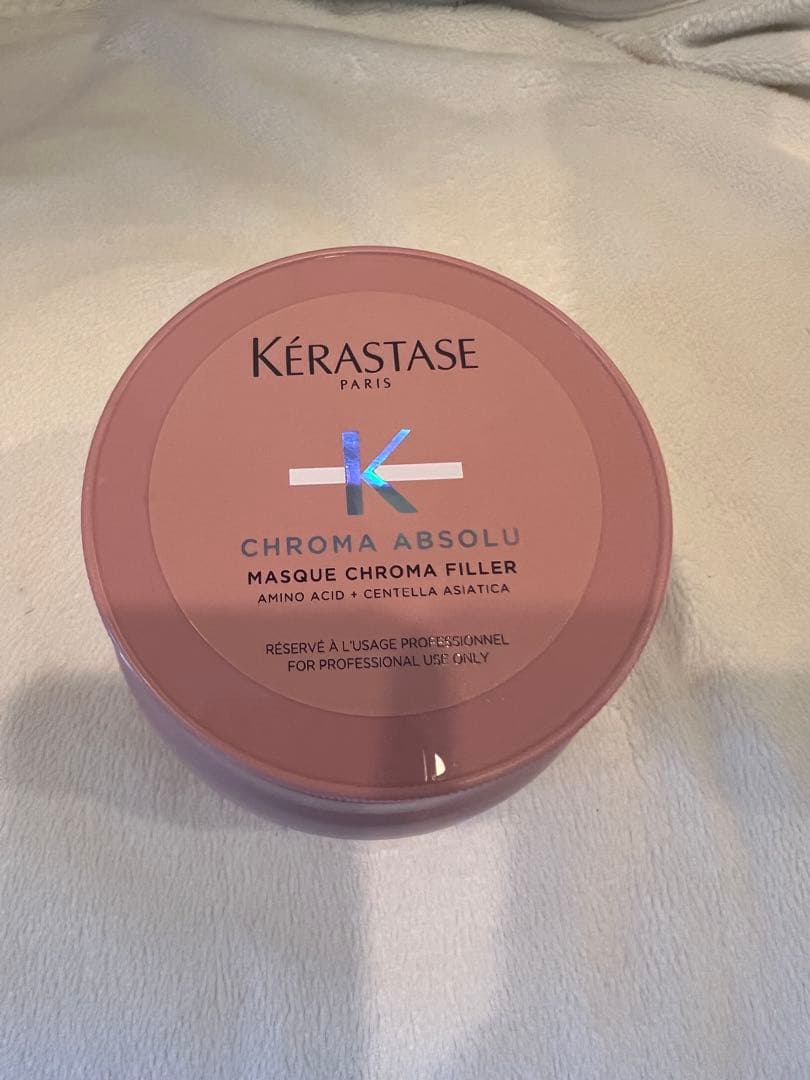 KÉRASTASE
PARIS
K
CHROMA ABSOLU
MASQUE CHROMA FILLER
AMINO ACID + CENTELLA ASIATICA
RÉSERVÉ À L'USAGE PROFESSIONNEL
FOR PROFESSIONAL USE ONLY